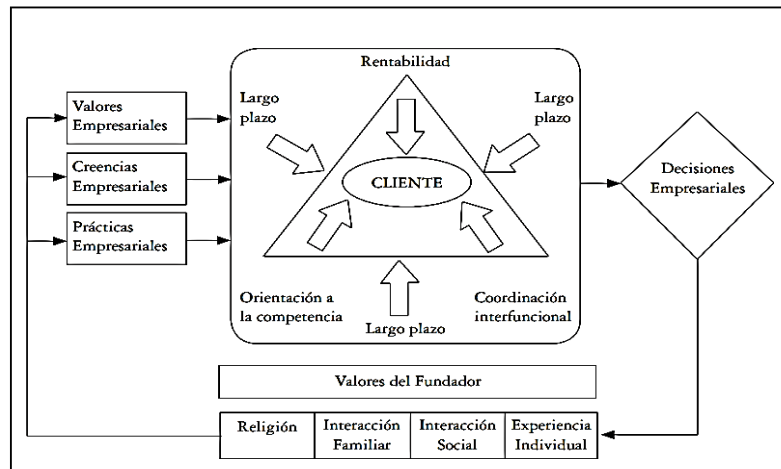 Rentabilidad
Valores
Empresariales
Creencias
Empresariales
Prácticas
Empresariales
Largo
plazo
Largo
plazo
CLIENTE
Orientación a
la competencia
Largo plazo
Coordinación
interfuncional
Decisiones
Empresariales
Valores del Fundador
Religión
Interacción
Familiar
Interacción
Social
Experiencia
Individual